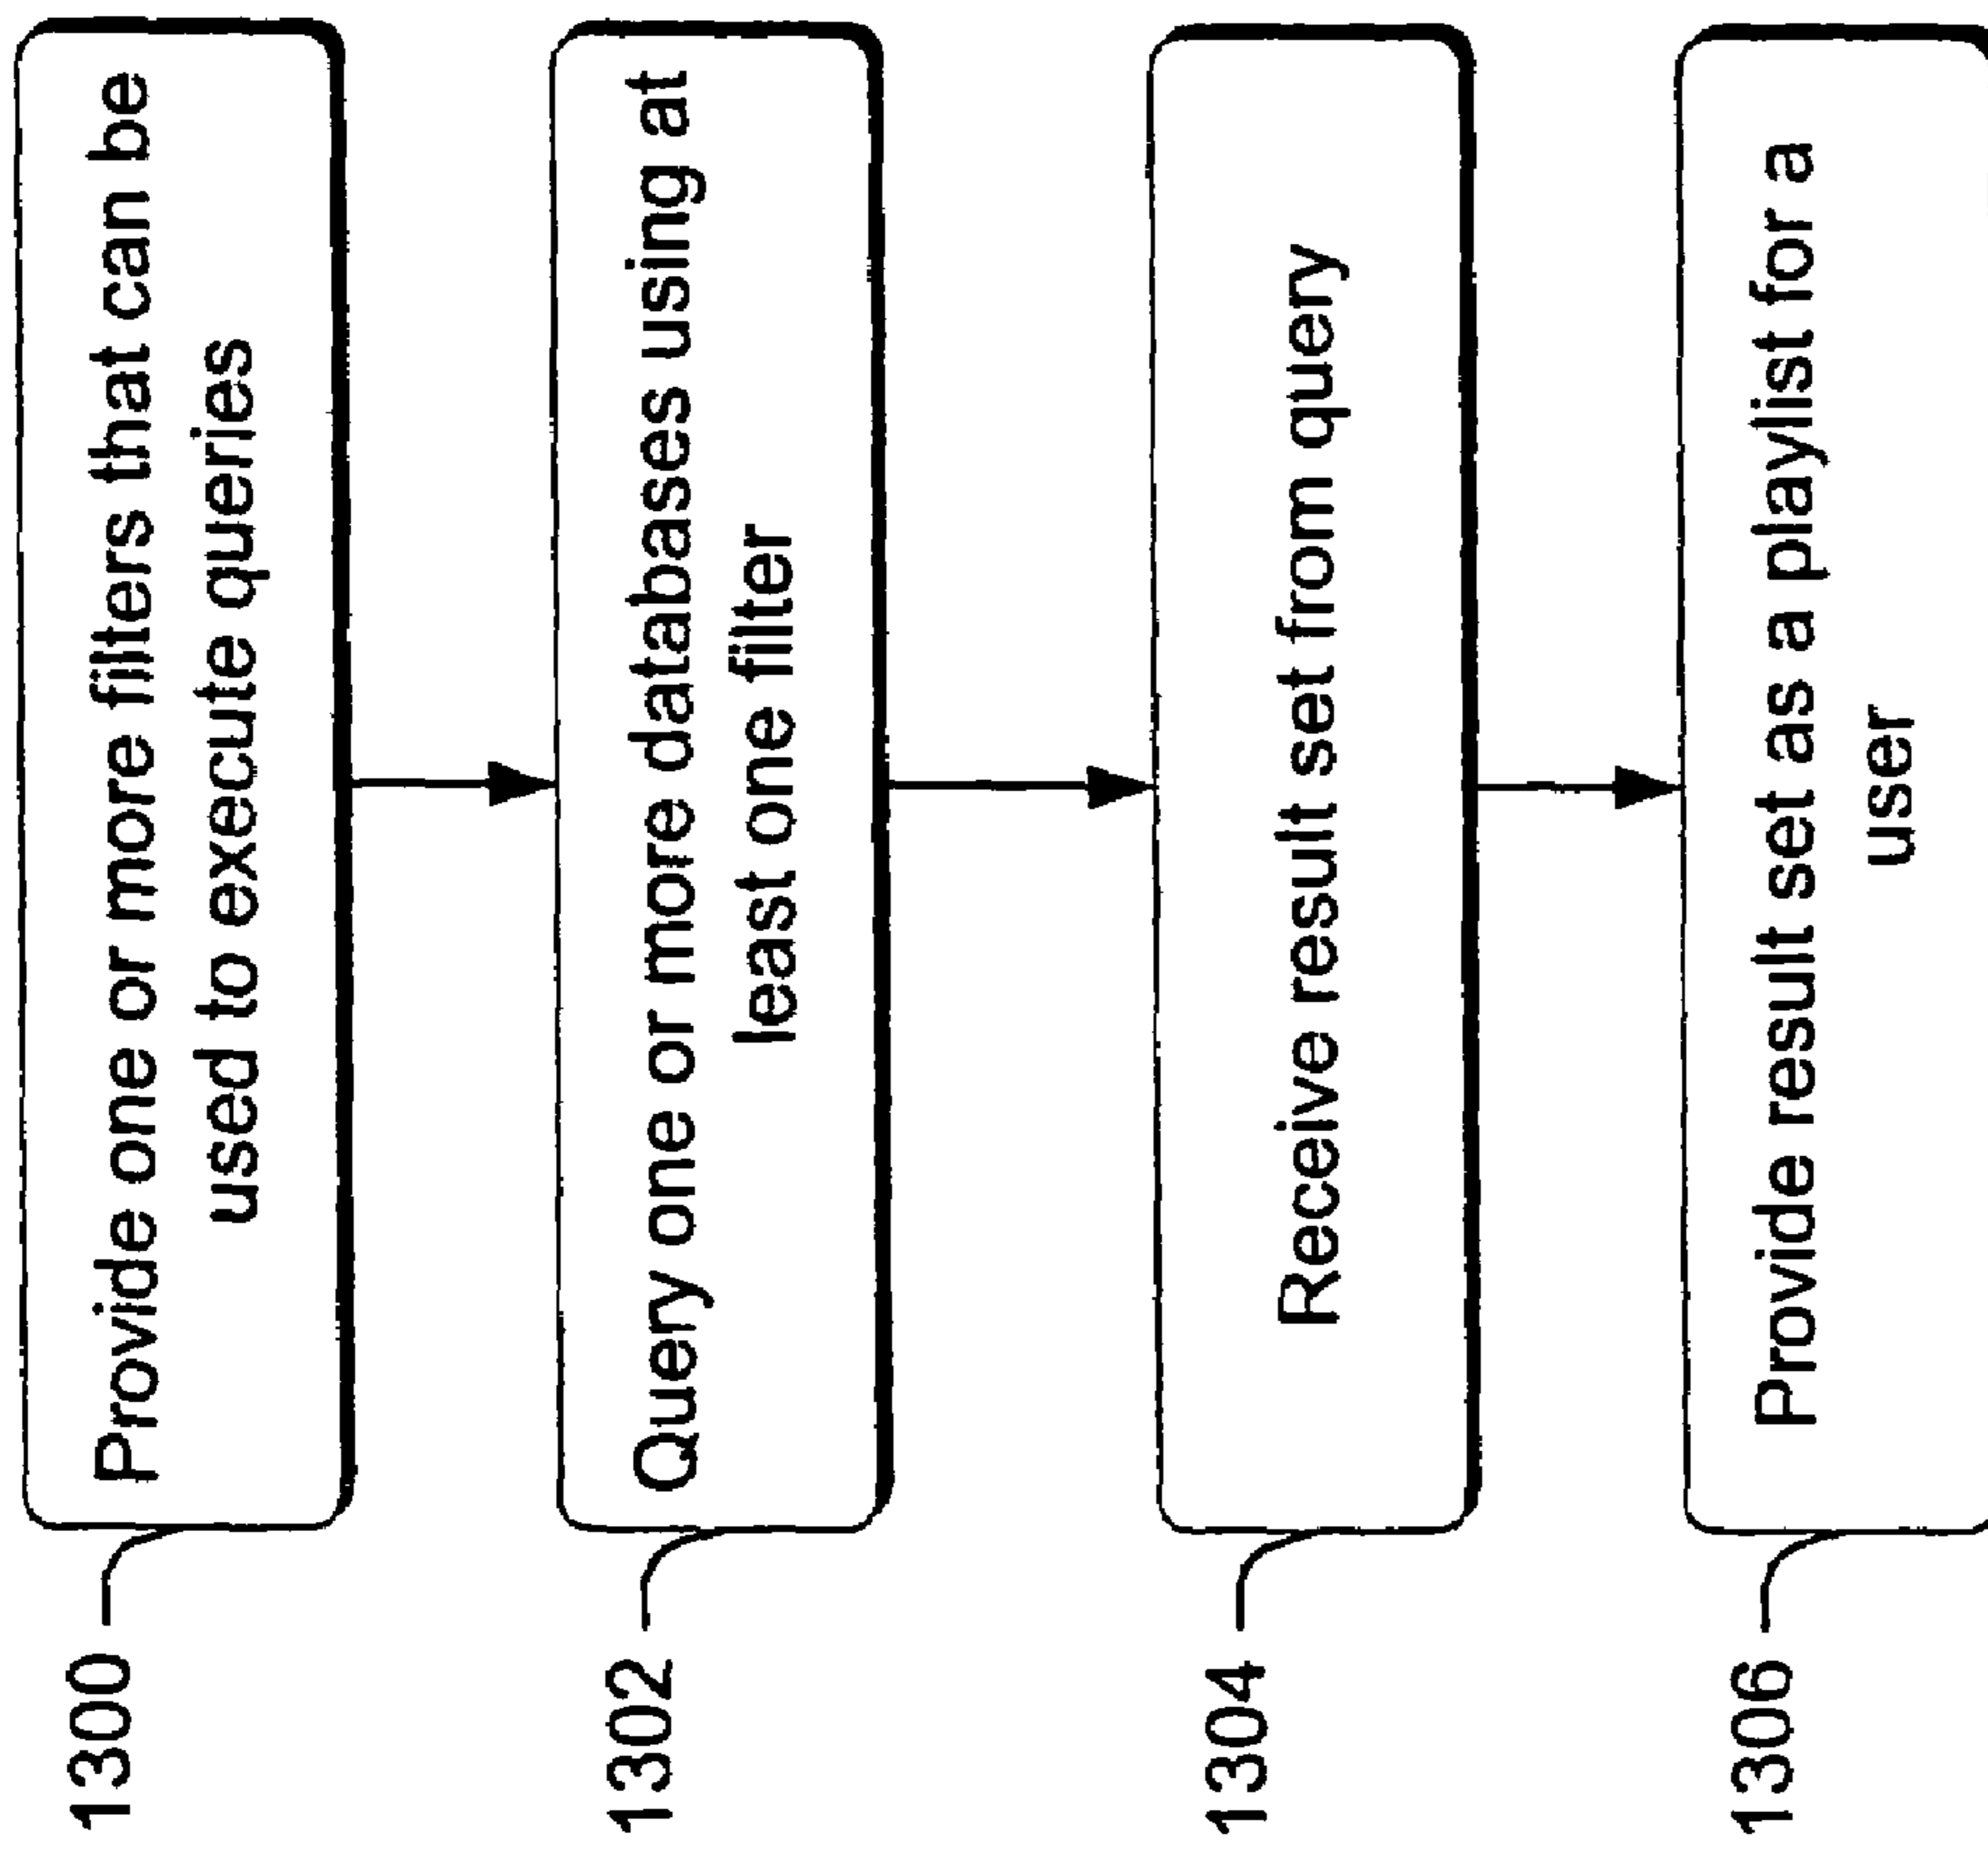 1300
Provide one or more filters that can be
used to execute queries
1302
Query one or more databases using at
least one filter
1304
Receive result set from query
1306
Provide result set as a playlist for a
user